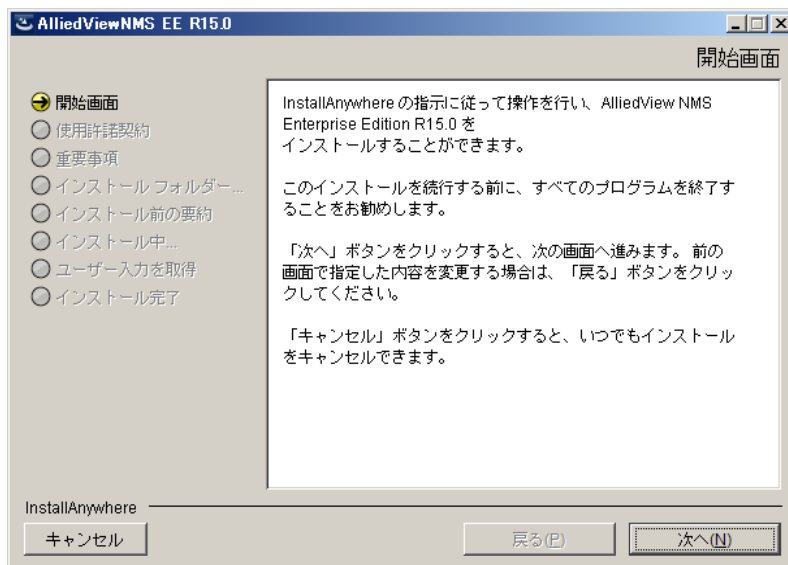 AlliedViewNMS EE R15.0
開始画面
開始画面
使用許諾契約
重要事項
インストール フォルダー...
インストール前の要約
インストール中...
ユーザー入力を取得
インストール完了
InstallAnywhere の指示に従って操作を行い、AlliedView NMS
Enterprise Edition R15.0 を
インストールすることができます。
このインストールを続行する前に、すべてのプログラムを終了す
ることをお勧めします。
「次へ」ボタンをクリックすると、次の画面へ進みます。 前の
画面で指定した内容を変更する場合は、「戻る」ボタンをクリッ
クしてください。
「キャンセル」ボタンをクリックすると、いつでもインストール
をキャンセルできます。
InstallAnywhere
キャンセル
戻る(P)
次へ(N)